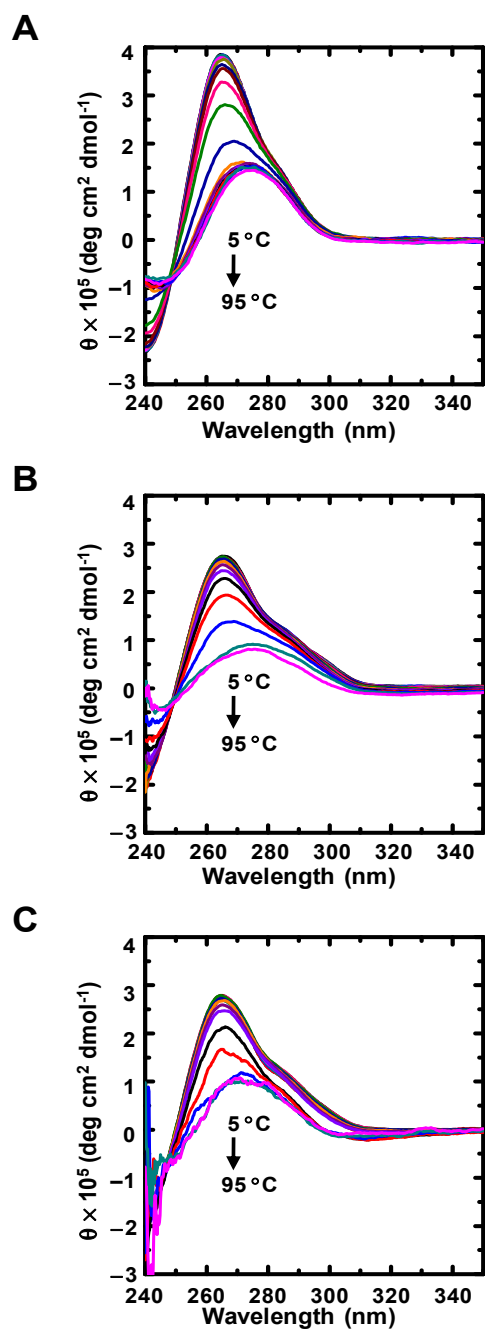 A
θ × 10⁵ (deg cm² dmol⁻¹)
4
3
2
1
0
−1
−2
−3
5 °C
95 °C
240 260 280 300 320 340
Wavelength (nm)
B
θ × 10⁵ (deg cm² dmol⁻¹)
4
3
2
1
0
−1
−2
−3
5 °C
95 °C
240 260 280 300 320 340
Wavelength (nm)
C
θ × 10⁵ (deg cm² dmol⁻¹)
4
3
2
1
0
−1
−2
−3
5 °C
95 °C
240 260 280 300 320 340
Wavelength (nm)